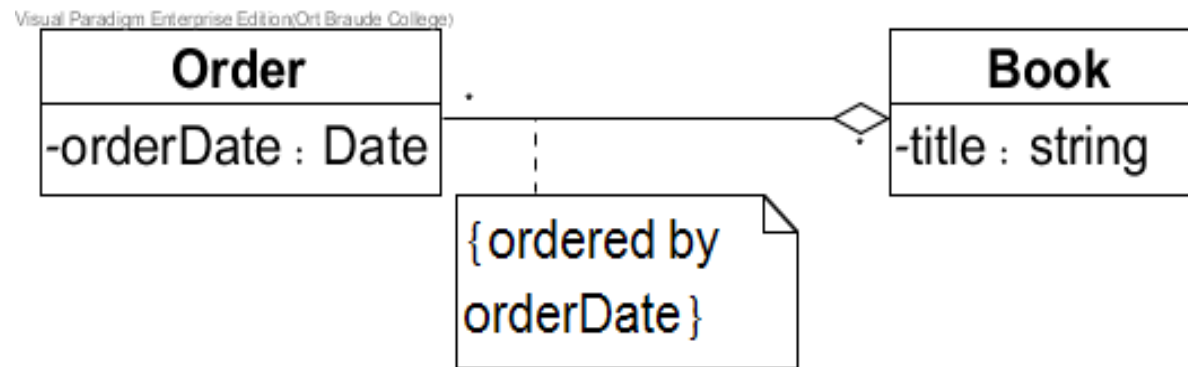 Visual Paradigm Enterprise Edition(Ort Braude College)
Order
-orderDate : Date
*
Book
-title : string
*
{ordered by
orderDate}